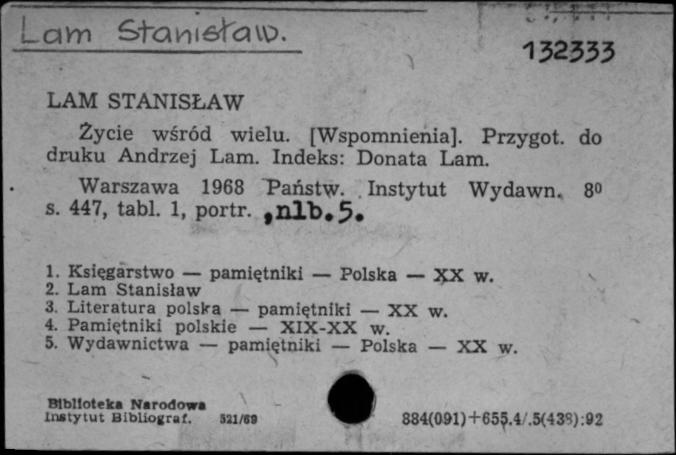 Lam Stanisław.
132333
LAM STANISŁAW
Życie wśród wielu. [Wspomnienia]. Przygot. do
druku Andrzej Lam. Indeks: Donata Lam.
Warszawa 1968 Państw. Instytut Wydawn. 8⁰
s. 447, tabl. 1, portr. ,nlb.5.
1. Księgarstwo — pamiętniki — Polska — XX w.
2. Lam Stanisław
3. Literatura polska — pamiętniki — XX w.
4. Pamiętniki polskie — XIX-XX w.
5. Wydawnictwa — pamiętniki — Polska — XX w.
Biblioteka Narodowa
Instytut Bibliograf. 521/69
884(091)+655.4/.5(438):92